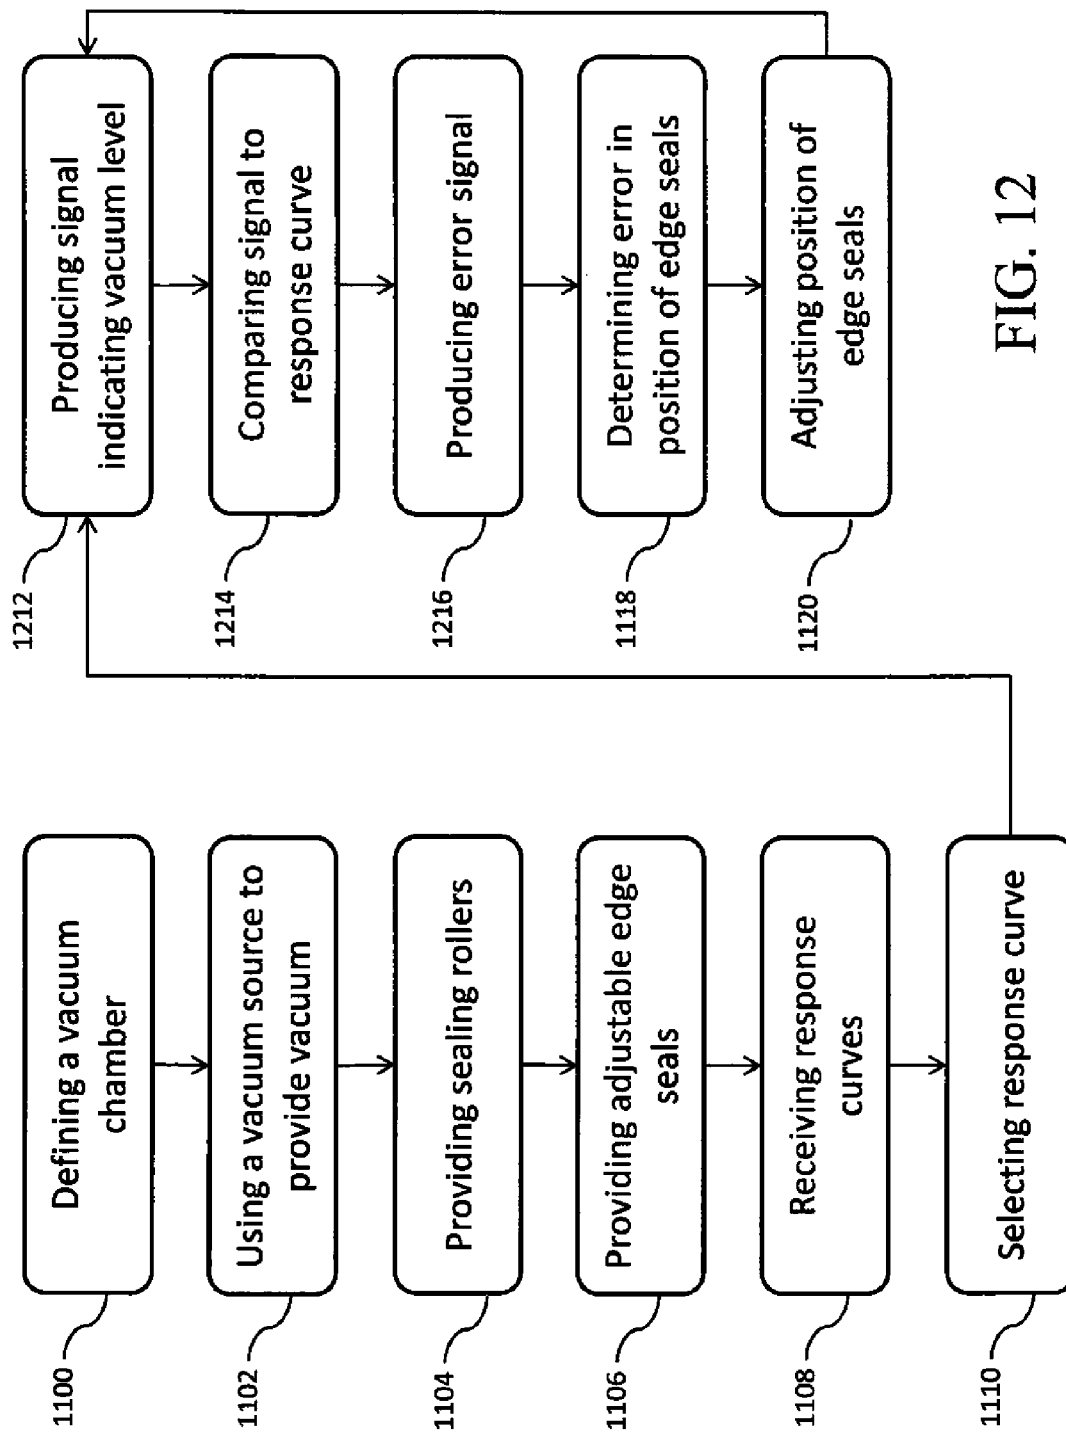 1100
Defining a vacuum
chamber
1102
Using a vacuum source to
provide vacuum
1104
Providing sealing rollers
1106
Providing adjustable edge
seals
1108
Receiving response
curves
1110
Selecting response curve
1212
Producing signal
indicating vacuum level
1214
Comparing signal to
response curve
1216
Producing error signal
1118
Determining error in
position of edge seals
1120
Adjusting position of
edge seals
FIG. 12